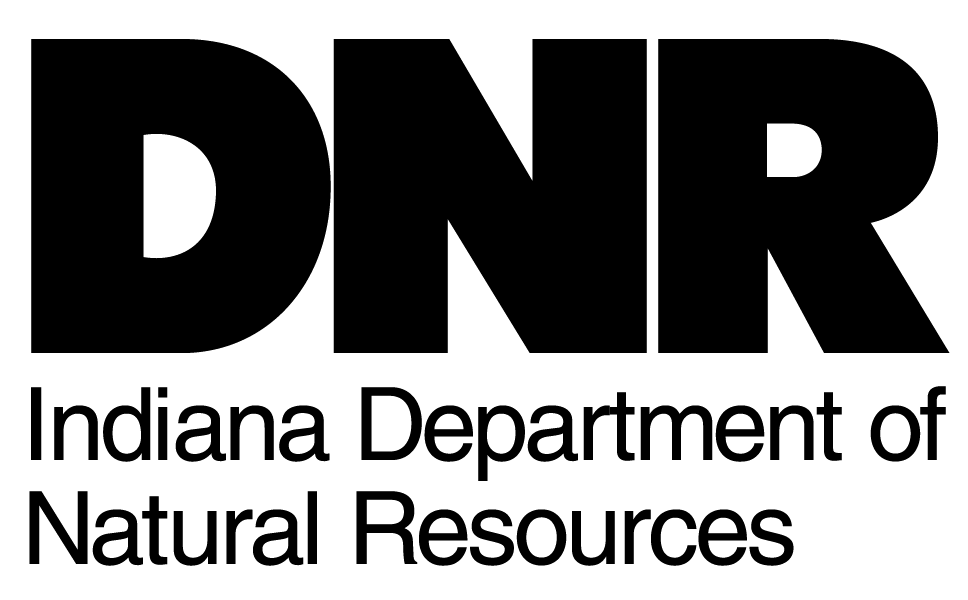 DNR
Indiana Department of
Natural Resources